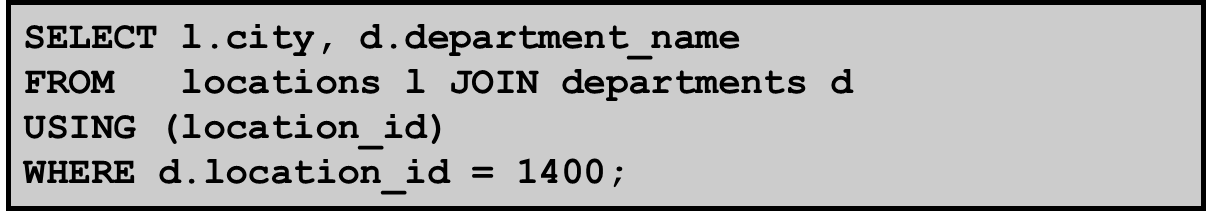 SELECT l.city, d.department_name
FROM   locations l JOIN departments d
USING (location_id)
WHERE d.location_id = 1400;